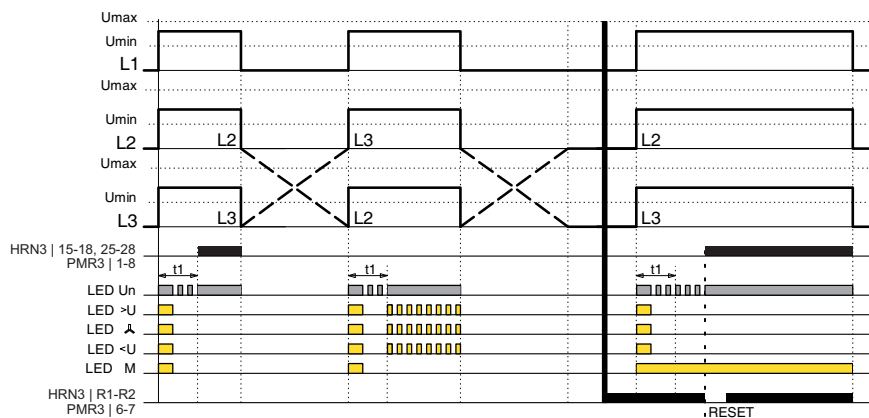 Umax
Umin
L1
Umax
Umin
L2
L2
L3
L2
Umax
Umin
L3
L3
L2
L3
HRN3 | 15-18, 25-28
PMR3 | 1-8
t1
t1
t1
LED Un
LED >U
LED
LED <U
LED M
HRN3 | R1-R2
PMR3 | 6-7
RESET